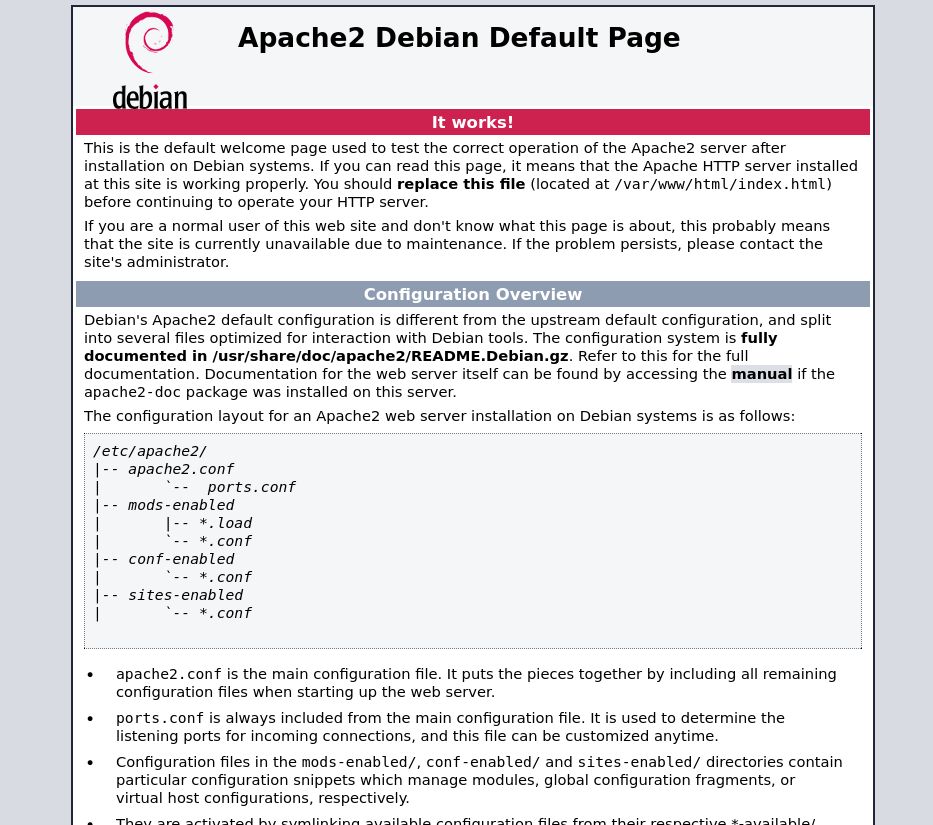 debian
Apache2 Debian Default Page
It works!
This is the default welcome page used to test the correct operation of the Apache2 server after
installation on Debian systems. If you can read this page, it means that the Apache HTTP server installed
at this site is working properly. You should replace this file (located at /var/www/html/index.html)
before continuing to operate your HTTP server.
If you are a normal user of this web site and don't know what this page is about, this probably means
that the site is currently unavailable due to maintenance. If the problem persists, please contact the
site's administrator.
Configuration Overview
Debian's Apache2 default configuration is different from the upstream default configuration, and split
into several files optimized for interaction with Debian tools. The configuration system is fully
documented in /usr/share/doc/apache2/README.Debian.gz. Refer to this for the full
documentation. Documentation for the web server itself can be found by accessing the manual if the
apache2-doc package was installed on this server.
The configuration layout for an Apache2 web server installation on Debian systems is as follows:
/etc/apache2/
|-- apache2.conf
|       `--  ports.conf
|-- mods-enabled
|       |-- *.load
|       `-- *.conf
|-- conf-enabled
|       `-- *.conf
|-- sites-enabled
|       `-- *.conf
• apache2.conf is the main configuration file. It puts the pieces together by including all remaining
configuration files when starting up the web server.
• ports.conf is always included from the main configuration file. It is used to determine the
listening ports for incoming connections, and this file can be customized anytime.
• Configuration files in the mods-enabled/, conf-enabled/ and sites-enabled/ directories contain
particular configuration snippets which manage modules, global configuration fragments, or
virtual host configurations, respectively.
• They are activated by symlinking available configuration files from their respective *-available/